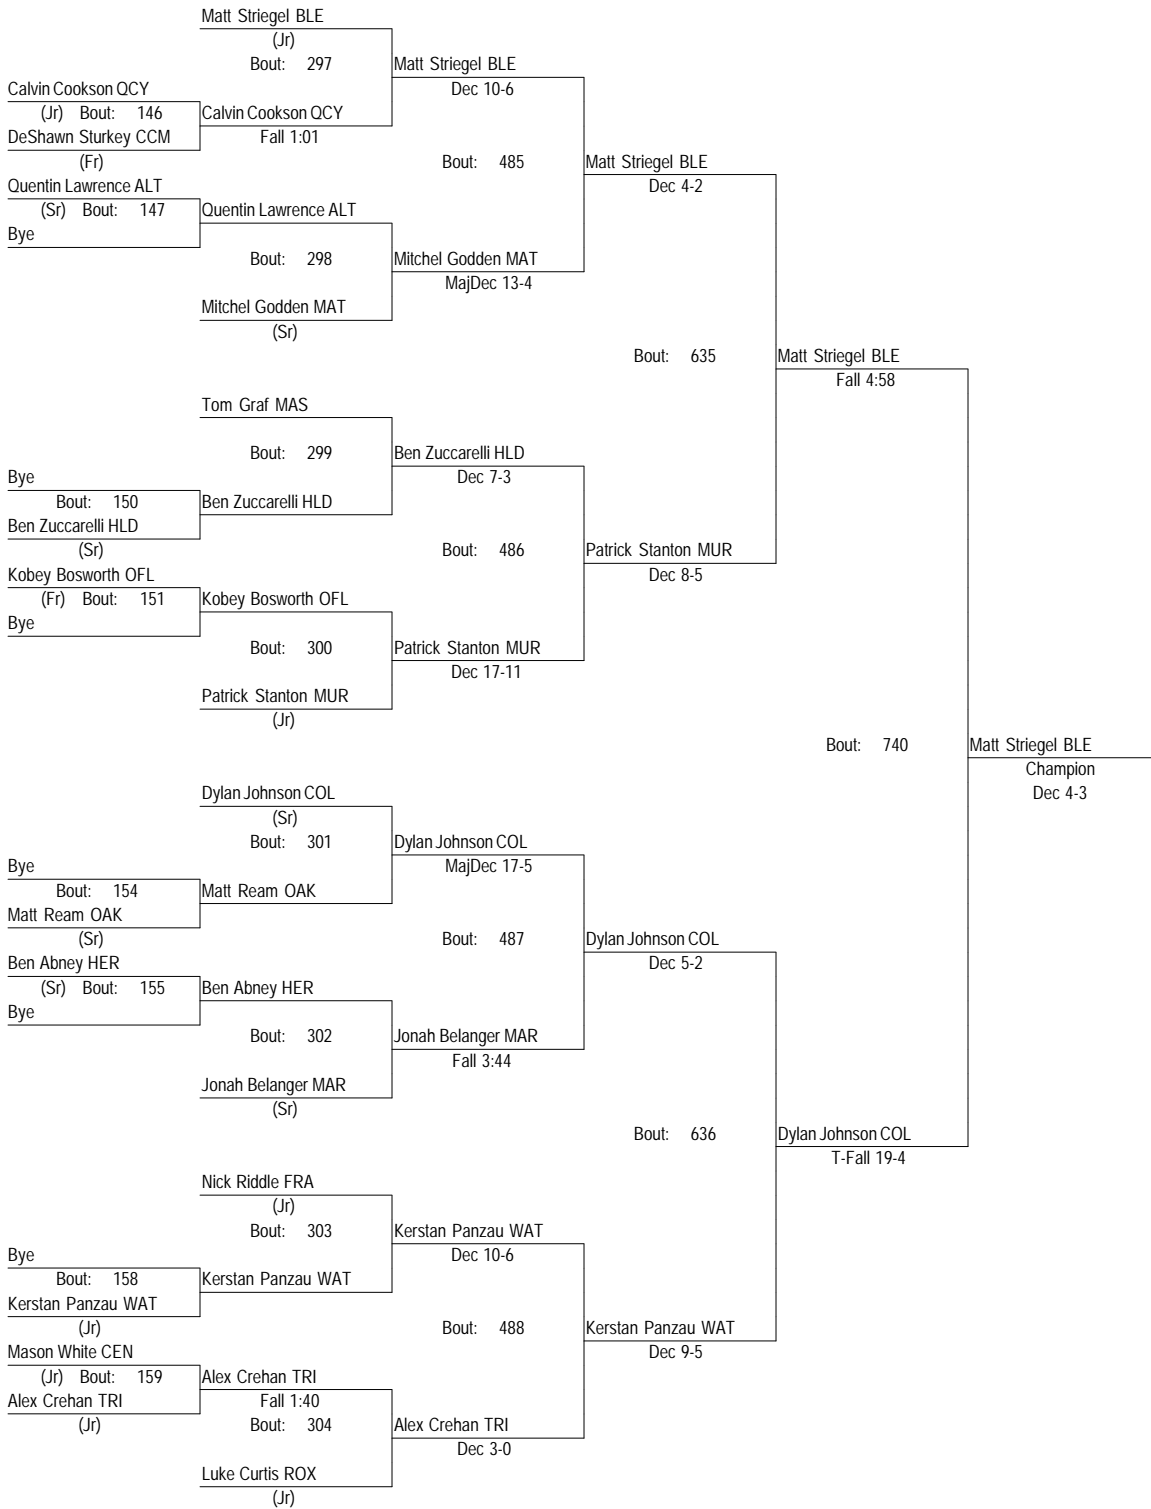 Matt Striegel BLE
(Jr)
Bout: 297
Matt Striegel BLE
Dec 10-6
Calvin Cookson QCY
(Jr) Bout: 146
Calvin Cookson QCY
DeShawn Sturkey CCM
Fall 1:01
(Fr)
Bout: 485
Matt Striegel BLE
Dec 4-2
Quentin Lawrence ALT
(Sr) Bout: 147
Quentin Lawrence ALT
Bye
Bout: 298
Mitchel Godden MAT
MajDec 13-4
Mitchel Godden MAT
(Sr)
Bout: 635
Matt Striegel BLE
Fall 4:58
Tom Graf MAS
Bout: 299
Ben Zuccarelli HLD
Dec 7-3
Bye
Bout: 150
Ben Zuccarelli HLD
Ben Zuccarelli HLD
(Sr)
Bout: 486
Patrick Stanton MUR
Dec 8-5
Kobey Bosworth OFL
(Fr) Bout: 151
Kobey Bosworth OFL
Bye
Bout: 300
Patrick Stanton MUR
Dec 17-11
Patrick Stanton MUR
(Jr)
Bout: 740
Matt Striegel BLE
Champion
Dec 4-3
Dylan Johnson COL
(Sr)
Bout: 301
Dylan Johnson COL
MajDec 17-5
Bye
Bout: 154
Matt Ream OAK
Matt Ream OAK
(Sr)
Bout: 487
Dylan Johnson COL
Dec 5-2
Ben Abney HER
(Sr) Bout: 155
Ben Abney HER
Bye
Bout: 302
Jonah Belanger MAR
Fall 3:44
Jonah Belanger MAR
(Sr)
Bout: 636
Dylan Johnson COL
T-Fall 19-4
Nick Riddle FRA
(Jr)
Bout: 303
Kerstan Panzau WAT
Dec 10-6
Bye
Bout: 158
Kerstan Panzau WAT
Kerstan Panzau WAT
(Jr)
Bout: 488
Kerstan Panzau WAT
Dec 9-5
Mason White CEN
(Jr) Bout: 159
Alex Crehan TRI
Alex Crehan TRI
Fall 1:40
(Jr)
Bout: 304
Alex Crehan TRI
Dec 3-0
Luke Curtis ROX
(Jr)